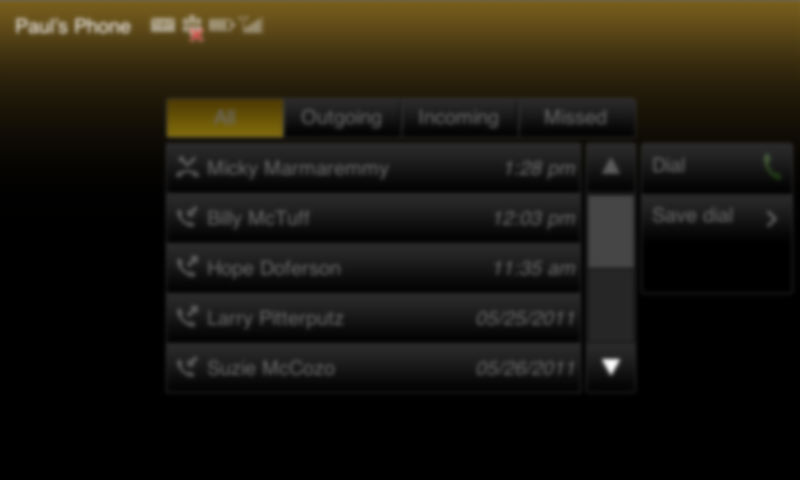 Paul's Phone
All Outgoing Incoming Missed
Micky Marmaremmy 1:28 pm
Dial
Billy McTuff 12:03 pm
Save dial
Hope Doferson 11:35 am
Larry Pitterputz 05/25/2011
Suzie McCozo 05/26/2011